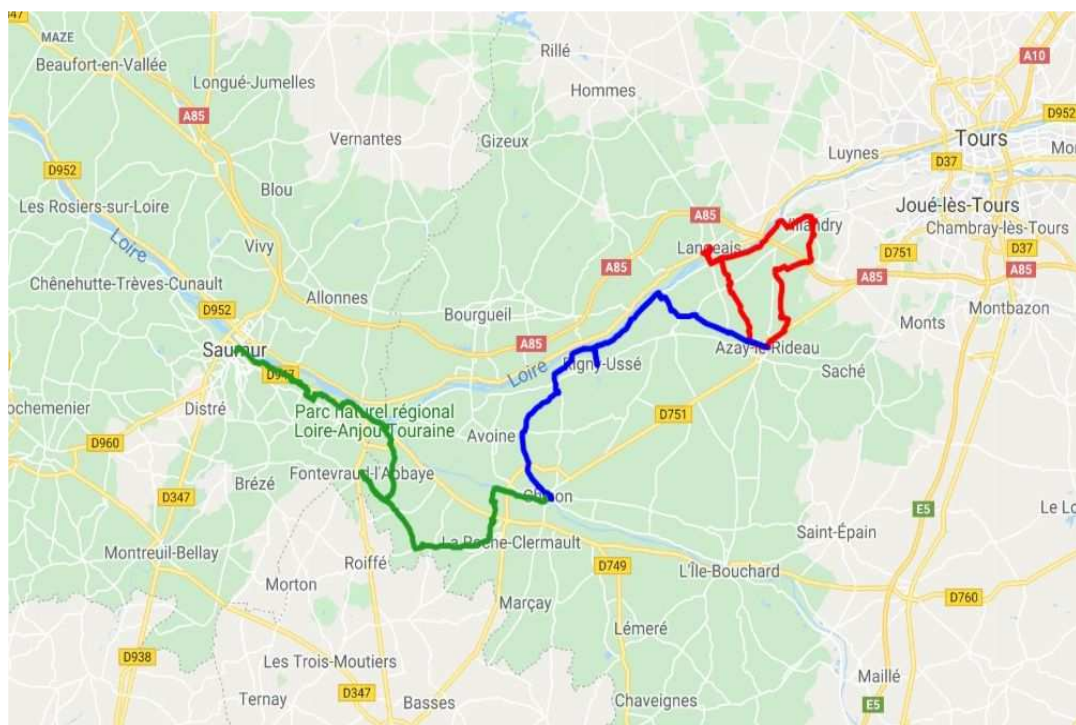 MAZE
Rillé
A10
Beaufort-en-Vallée
Longué-Jumelles
Hommes
A85
Vernantes
Gizeux
D952
Tours
Luynes
D37
D952
Blou
Les Rosiers-sur-Loire
A85
Joué-lès-Tours
Villandry
Chambray-lès-Tours
Loire
Vivy
Langeais
D751
D37
A85
A85
A85
Chênehutte-Trèves-Cunault
Allonnes
Bourgueil
D952
Montbazon
Monts
A85
Saumur
Azay-le-Rideau
Loire
Rigny-Ussé
Saché
D947
Distré
Parc naturel régional
Loire-Anjou-Touraine
D751
D960
Avoine
Fontevraud-l'Abbaye
Brézé
D347
Chinon
E5
Saint-Épain
La Roche-Clermault
Montreuil-Bellay
Roiffé
D749
L'Île-Bouchard
Morton
Marçay
D760
Lémeré
D938
Les Trois-Moutiers
Maillé
Ternay
D347
Basses
Chaveignes
E5